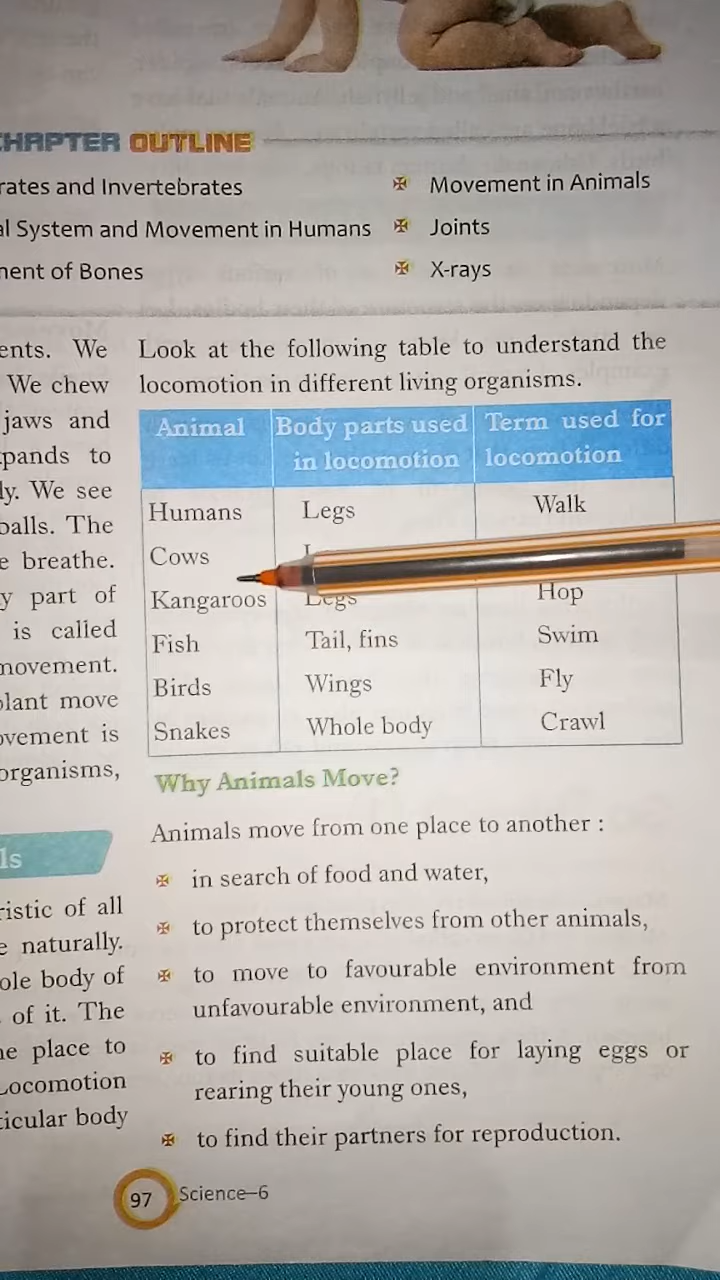 CHAPTER OUTLINE
rates and Invertebrates
al System and Movement in Humans
ment of Bones
Movement in Animals
Joints
X-rays
ents. We
We chew
jaws and
pands to
ly. We see
balls. The
e breathe.
y part of
is called
movement.
plant move
ovement is
organisms,
ls
ristic of all
e naturally.
ole body of
of it. The
ne place to
Locomotion
ticular body
Look at the following table to understand the
locomotion in different living organisms.
Animal Body parts used in locomotion Term used for locomotion
Humans Legs Walk
Cows
Kangaroos Legs Hop
Fish Tail, fins Swim
Birds Wings Fly
Snakes Whole body Crawl
Why Animals Move?
Animals move from one place to another :
in search of food and water,
to protect themselves from other animals,
to move to favourable environment from
unfavourable environment, and
to find suitable place for laying eggs or
rearing their young ones,
to find their partners for reproduction.
97 Science–6